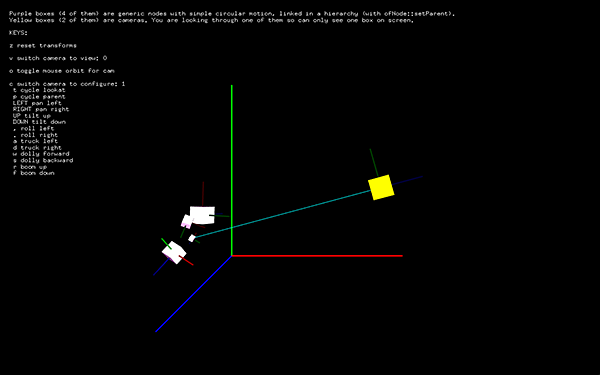 Purple boxes (4 of them) are generic nodes with simple circular motion, linked in a hierarchy (with ofNode::setParent).
Yellow boxes (2 of them) are cameras. You are looking through one of them so can only see one box on screen.
KEYS:
z reset transforms
v switch camera to view: 0
o toggle mouse orbit for cam
c switch camera to configure: 1
t cycle lookat
p cycle parent
LEFT pan left
RIGHT pan right
UP tilt up
DOWN tilt down
, roll left
. roll right
a truck left
d truck right
w dolly forward
s dolly backward
r boom up
f boom down